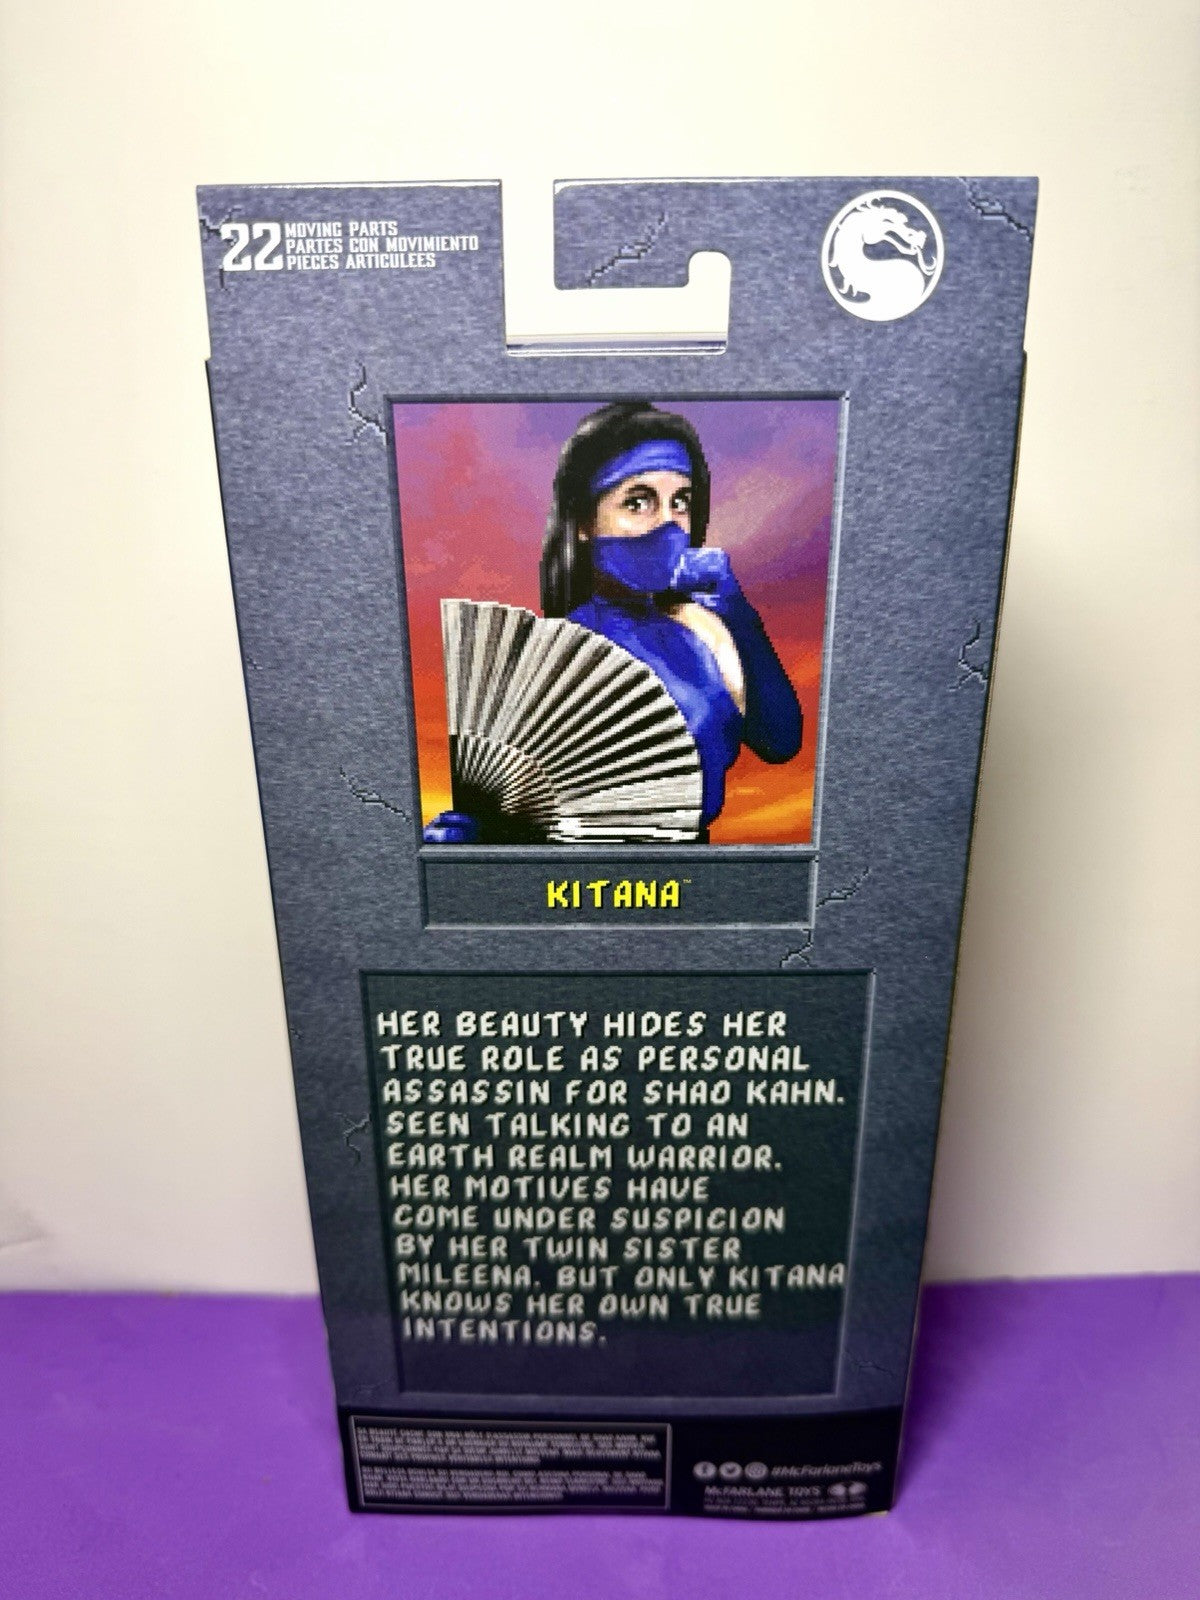 22 MOVING PARTS
PARTES CON MOVIMIENTO
PIECES ARTICULEES
KITANA™
HER BEAUTY HIDES HER
TRUE ROLE AS PERSONAL
ASSASSIN FOR SHAO KAHN.
SEEN TALKING TO AN
EARTH REALM WARRIOR.
HER MOTIVES HAVE
COME UNDER SUSPICION
BY HER TWIN SISTER
MILEENA. BUT ONLY KITANA
KNOWS HER OWN TRUE
INTENTIONS.
#McFarlaneToys
McFARLANE TOYS